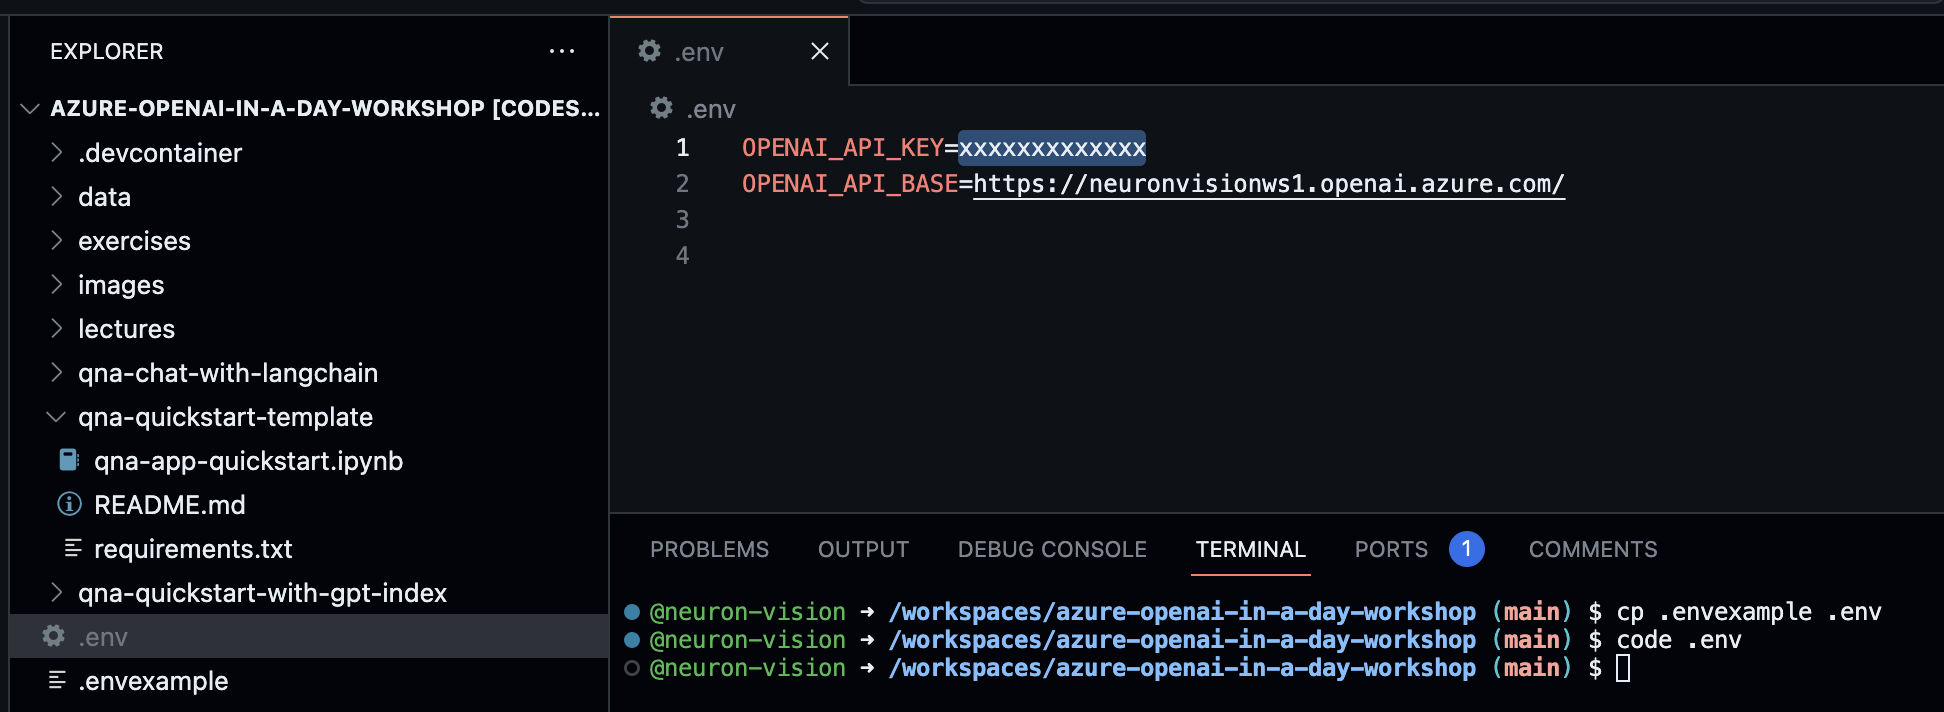 EXPLORER ...
AZURE-OPENAI-IN-A-DAY-WORKSHOP [CODES...
.devcontainer
data
exercises
images
lectures
qna-chat-with-langchain
qna-quickstart-template
qna-app-quickstart.ipynb
README.md
requirements.txt
qna-quickstart-with-gpt-index
.env
.envexample
.env
.env
1 OPENAI_API_KEY=xxxxxxxxxxxxx
2 OPENAI_API_BASE=https://neuronvisionws1.openai.azure.com/
3
4
PROBLEMS OUTPUT DEBUG CONSOLE TERMINAL PORTS 1 COMMENTS
@neuron-vision ➜ /workspaces/azure-openai-in-a-day-workshop (main) $ cp .envexample .env
@neuron-vision ➜ /workspaces/azure-openai-in-a-day-workshop (main) $ code .env
@neuron-vision ➜ /workspaces/azure-openai-in-a-day-workshop (main) $